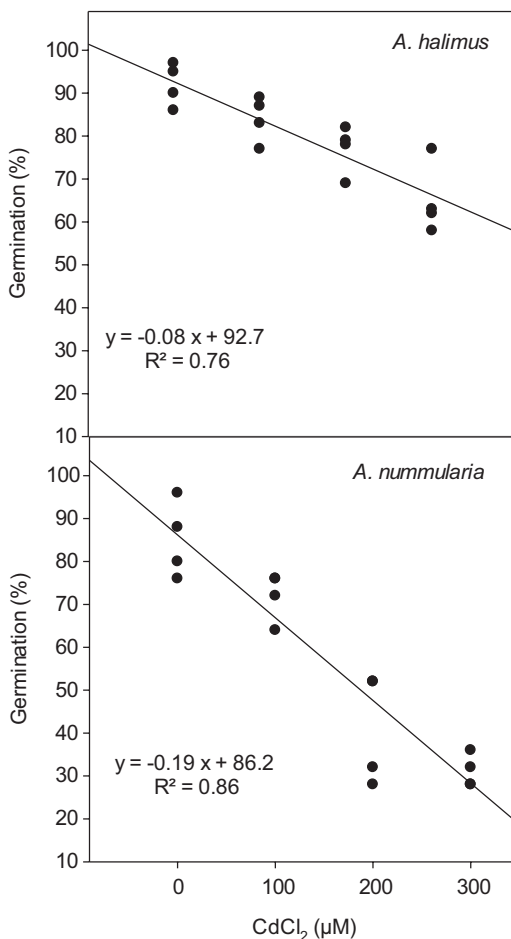 A. halimus
100
90
80
70
60
50
40
30
20
10
Germination (%)
y = -0.08 x + 92.7
R² = 0.76
A. nummularia
100
90
80
70
60
50
40
30
20
10
Germination (%)
y = -0.19 x + 86.2
R² = 0.86
0 100 200 300
CdCl₂ (µM)